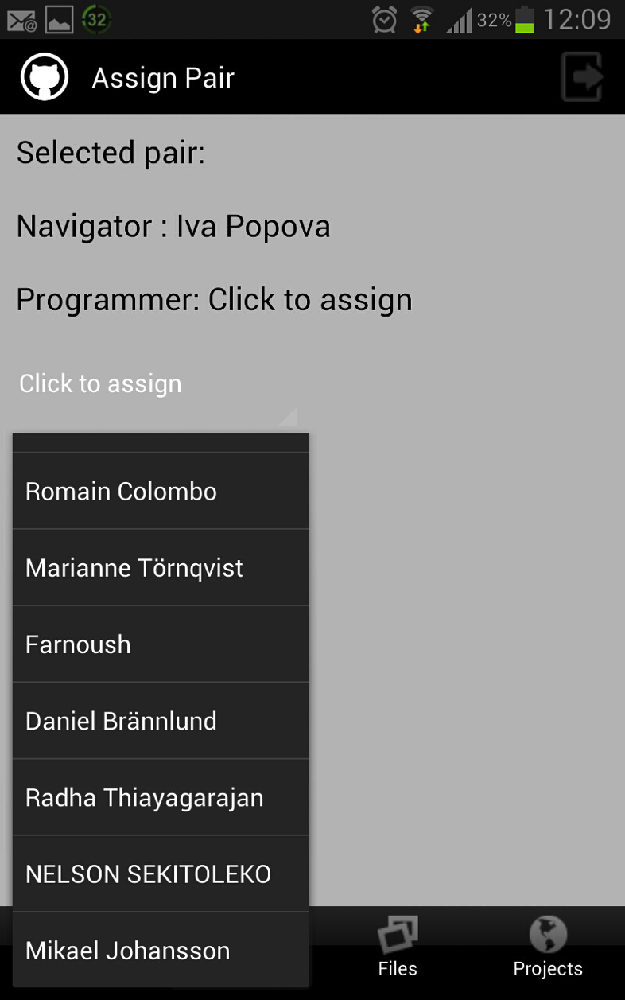 32
32%
12:09
Assign Pair
Selected pair:
Navigator : Iva Popova
Programmer: Click to assign
Click to assign
Romain Colombo
Marianne Törnqvist
Farnoush
Daniel Brännlund
Radha Thiayagarajan
NELSON SEKITOLEKO
Mikael Johansson
Files
Projects